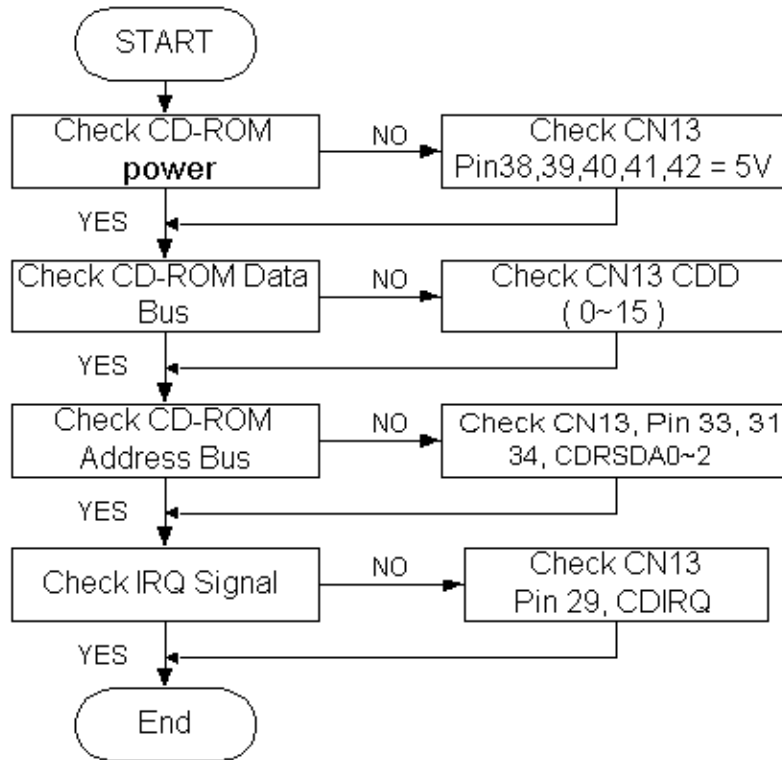 START
Check CD-ROM
power
NO
Check CN13
Pin38,39,40,41,42 = 5V
YES
Check CD-ROM Data
Bus
NO
Check CN13 CDD
( 0~15 )
YES
Check CD-ROM
Address Bus
NO
Check CN13, Pin 33, 31
34, CDRSDA0~2
YES
Check IRQ Signal
NO
Check CN13
Pin 29, CDIRQ
YES
End